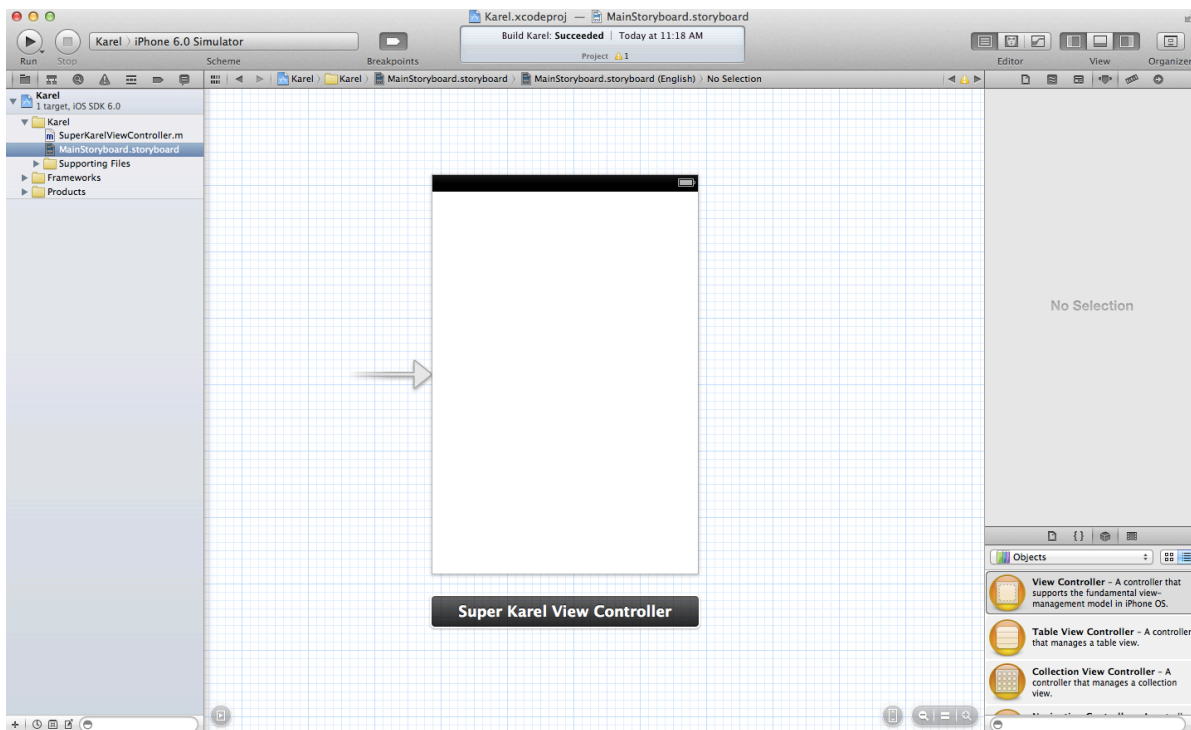 Karel.xcodeproj — MainStoryboard.storyboard
Karel 〉 iPhone 6.0 Simulator
Build Karel: Succeeded | Today at 11:18 AM
Project 1
Run Stop Scheme Breakpoints Editor View Organizer
Karel 〉 Karel 〉 MainStoryboard.storyboard 〉 MainStoryboard.storyboard (English) 〉 No Selection
Karel
1 target, iOS SDK 6.0
Karel
m SuperKarelViewController.m
MainStoryboard.storyboard
Supporting Files
Frameworks
Products
Super Karel View Controller
No Selection
{}
Objects
View Controller – A controller that
supports the fundamental view-
management model in iPhone OS.
Table View Controller – A controller
that manages a table view.
Collection View Controller – A
controller that manages a collection
view.